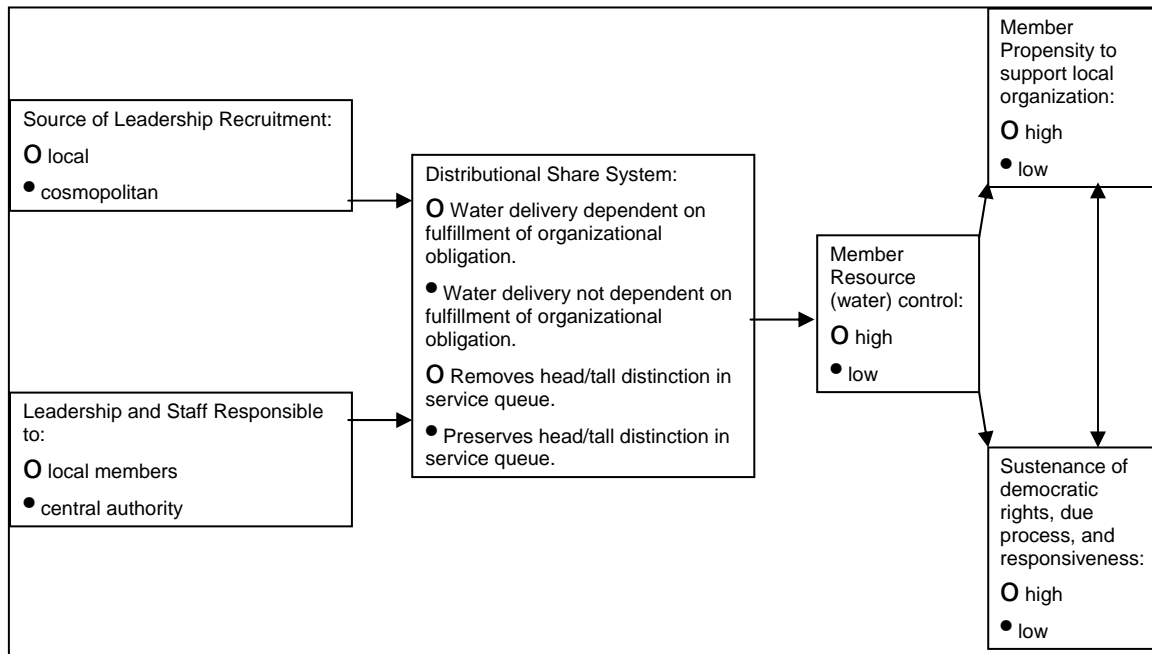 Source of Leadership Recruitment:
O local
• cosmopolitan
Leadership and Staff Responsible
to:
O local members
• central authority
Distributional Share System:
O Water delivery dependent on
fulfillment of organizational
obligation.
• Water delivery not dependent on
fulfillment of organizational
obligation.
O Removes head/tall distinction in
service queue.
• Preserves head/tall distinction in
service queue.
Member
Resource
(water) control:
O high
• low
Member
Propensity to
support local
organization:
O high
• low
Sustenance of
democratic
rights, due
process, and
responsiveness:
O high
• low